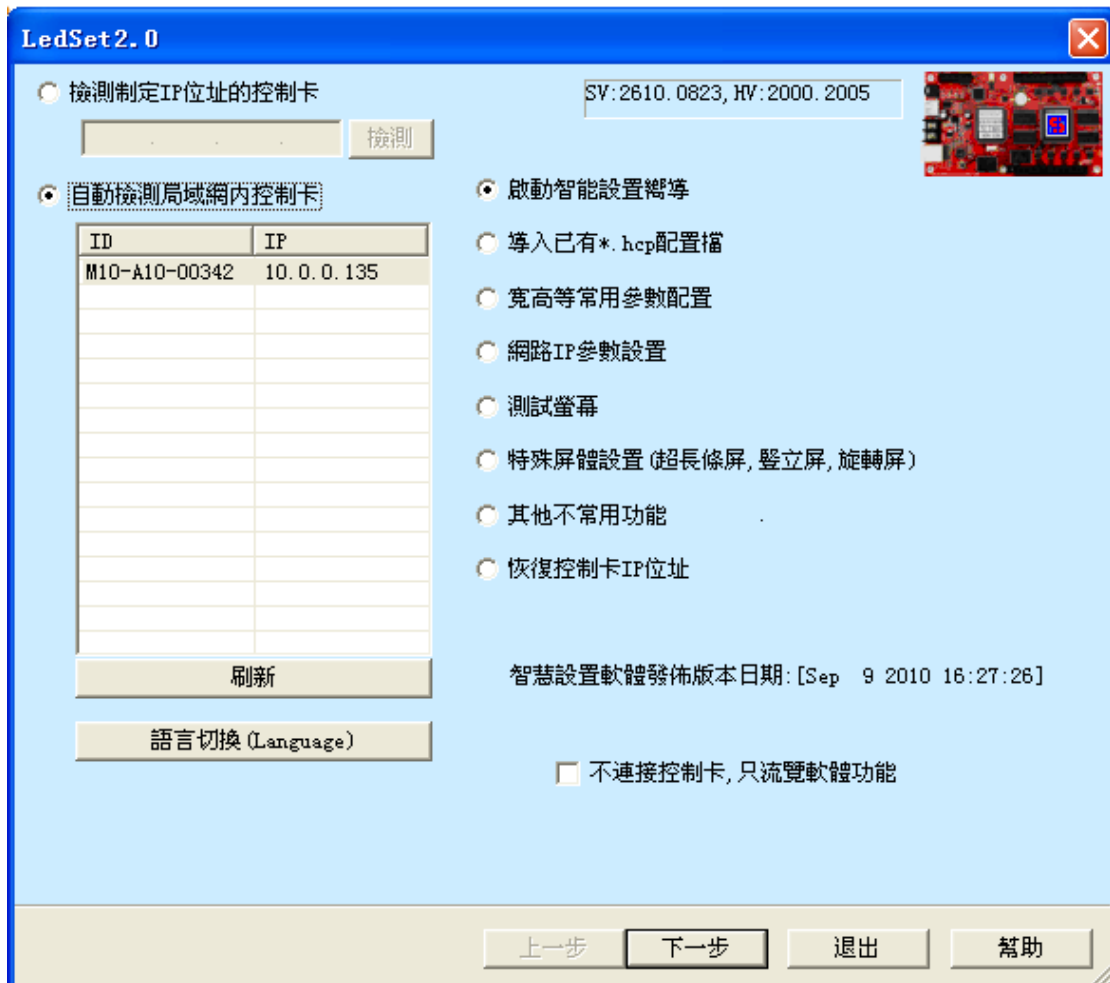 LedSet2.0
檢測制定IP位址的控制卡
檢測
自動檢測局域網内控制卡
ID IP
M10-A10-00342 10.0.0.135
刷新
語言切換(Language)
SV:2610.0823,HV:2000.2005
啟動智能設置嚮導
導入已有*.hcp配置檔
寬高等常用參數配置
網路IP參數設置
測試螢幕
特殊屏體設置(超長條屏,豎立屏,旋轉屏)
其他不常用功能
恢復控制卡IP位址
智慧設置軟體發佈版本日期:[Sep  9 2010 16:27:26]
不連接控制卡,只流覽軟體功能
上一步 下一步 退出 幫助